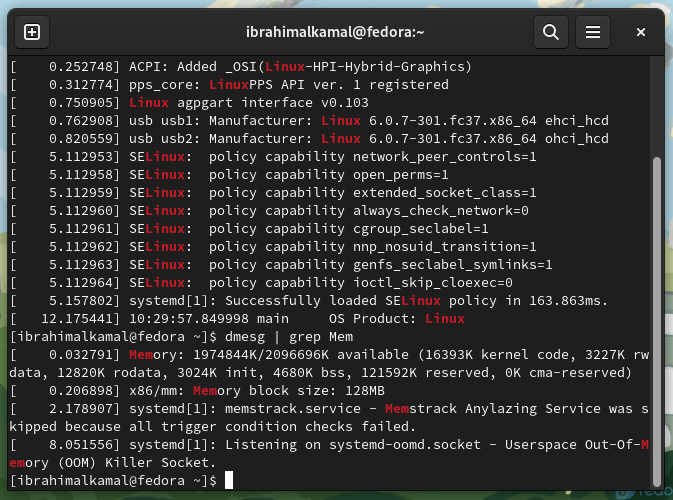 ibrahimalkamal@fedora:~
[    0.252748] ACPI: Added _OSI(Linux-HPI-Hybrid-Graphics)
[    0.312774] pps_core: LinuxPPS API ver. 1 registered
[    0.750905] Linux agpgart interface v0.103
[    0.762908] usb usb1: Manufacturer: Linux 6.0.7-301.fc37.x86_64 ehci_hcd
[    0.820559] usb usb2: Manufacturer: Linux 6.0.7-301.fc37.x86_64 ohci_hcd
[    5.112953] SELinux:  policy capability network_peer_controls=1
[    5.112958] SELinux:  policy capability open_perms=1
[    5.112959] SELinux:  policy capability extended_socket_class=1
[    5.112960] SELinux:  policy capability always_check_network=0
[    5.112961] SELinux:  policy capability cgroup_seclabel=1
[    5.112962] SELinux:  policy capability nnp_nosuid_transition=1
[    5.112963] SELinux:  policy capability genfs_seclabel_symlinks=1
[    5.112964] SELinux:  policy capability ioctl_skip_cloexec=0
[    5.157802] systemd[1]: Successfully loaded SELinux policy in 163.863ms.
[   12.175441] 10:29:57.849998 main     OS Product: Linux
[ibrahimalkamal@fedora ~]$ dmesg | grep Mem
[    0.032791] Memory: 1974844K/2096696K available (16393K kernel code, 3227K rw
data, 12820K rodata, 3024K init, 4680K bss, 121592K reserved, 0K cma-reserved)
[    0.206898] x86/mm: Memory block size: 128MB
[    2.178907] systemd[1]: memstrack.service - Memstrack Anylazing Service was s
kipped because all trigger condition checks failed.
[    8.051556] systemd[1]: Listening on systemd-oomd.socket - Userspace Out-Of-M
emory (OOM) Killer Socket.
[ibrahimalkamal@fedora ~]$